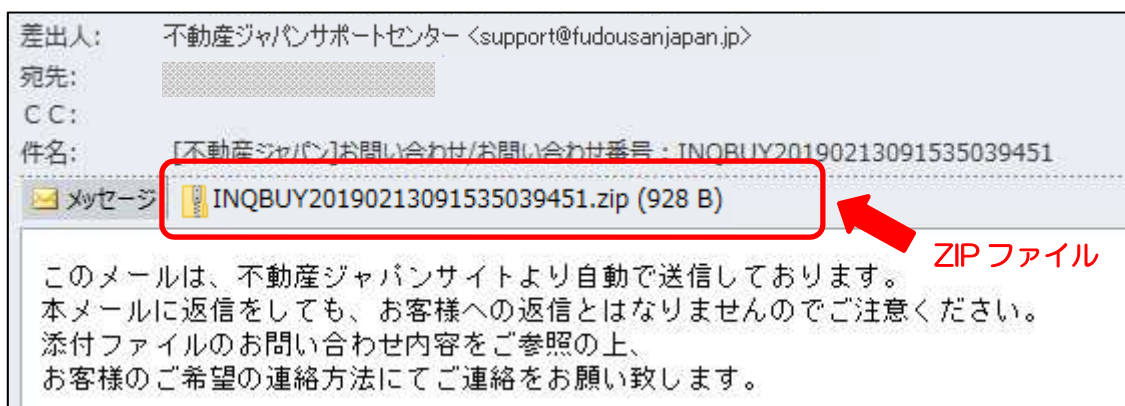 差出人: 不動産ジャパンサポートセンター <support@fudousanjapan.jp>
宛先:
CC:
件名: [不動産ジャパン]お問い合わせ/お問い合わせ番号:INQBUY20190213091535039451
メッセージ INQBUY20190213091535039451.zip (928 B)
ZIP ファイル
このメールは、不動産ジャパンサイトより自動で送信しております。
本メールに返信をしても、お客様への返信とはなりませんのでご注意ください。
添付ファイルのお問い合わせ内容をご参照の上、
お客様のご希望の連絡方法にてご連絡をお願い致します。